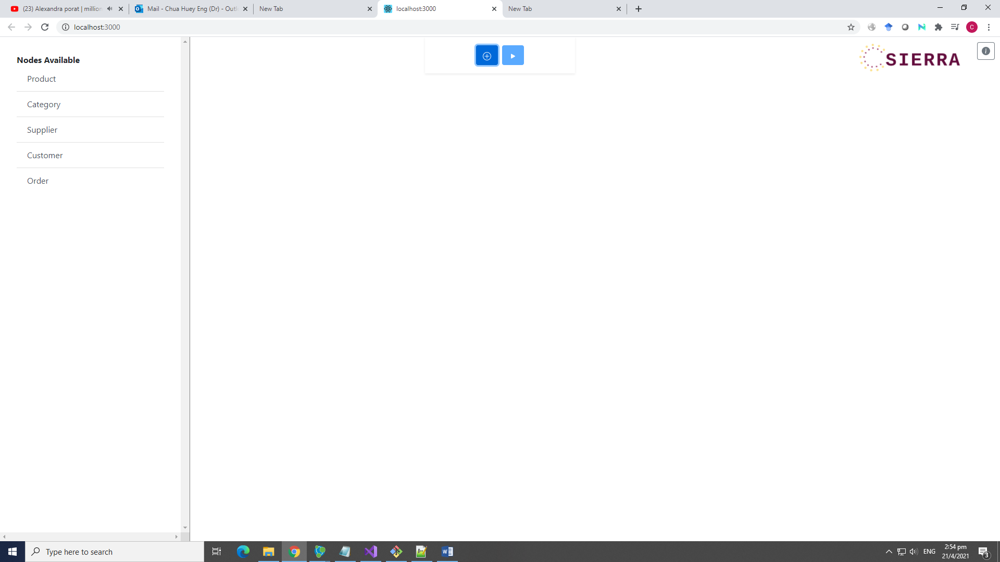 (23) Alexandra porat | million
Mail - Chua Huey Eng (Dr) - Outl
New Tab
localhost:3000
New Tab
localhost:3000
C
Nodes Available
Product
Category
Supplier
Customer
Order
SIERRA
Type here to search
ENG
2:54 pm
21/4/2021
3